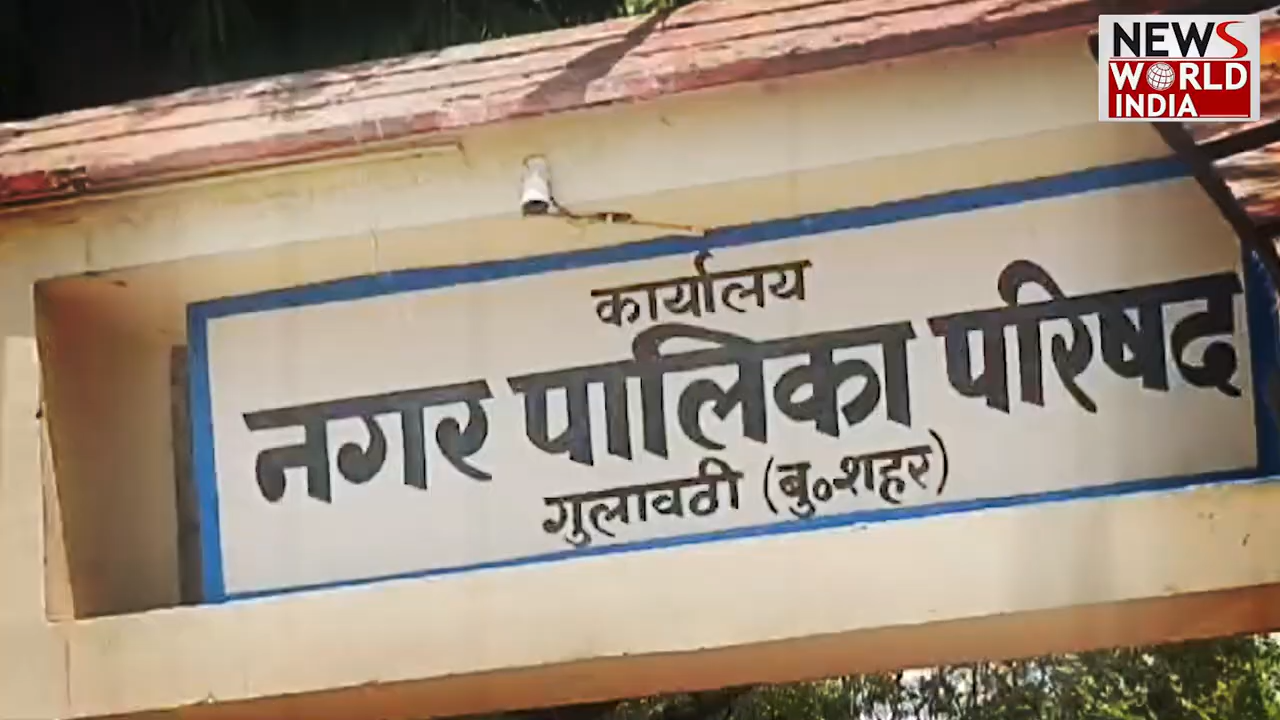 NEWS
WORLD
INDIA
कार्यालय
नगर पालिका परिषद
गुलावठी (बु०शहर)